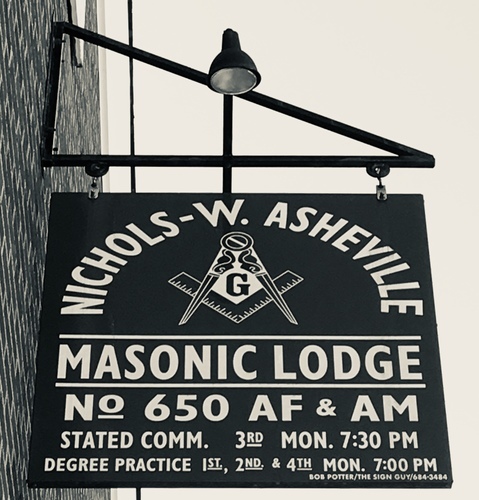 NICHOLS-W. ASHEVILLE
G
MASONIC LODGE
Nº 650 AF & AM
STATED COMM. 3RD MON. 7:30 PM
DEGREE PRACTICE 1ST, 2ND. & 4TH MON. 7:00 PM
BOB POTTER/THE SIGN GUY/684-3484